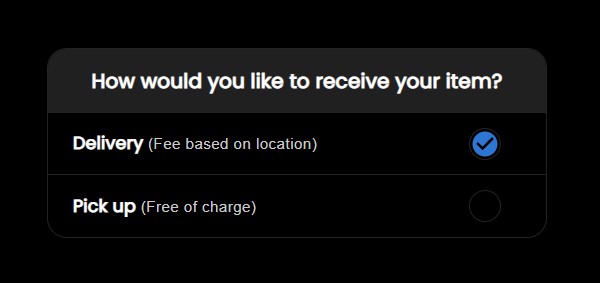 How would you like to receive your item?
Delivery (Fee based on location)
Pick up (Free of charge)